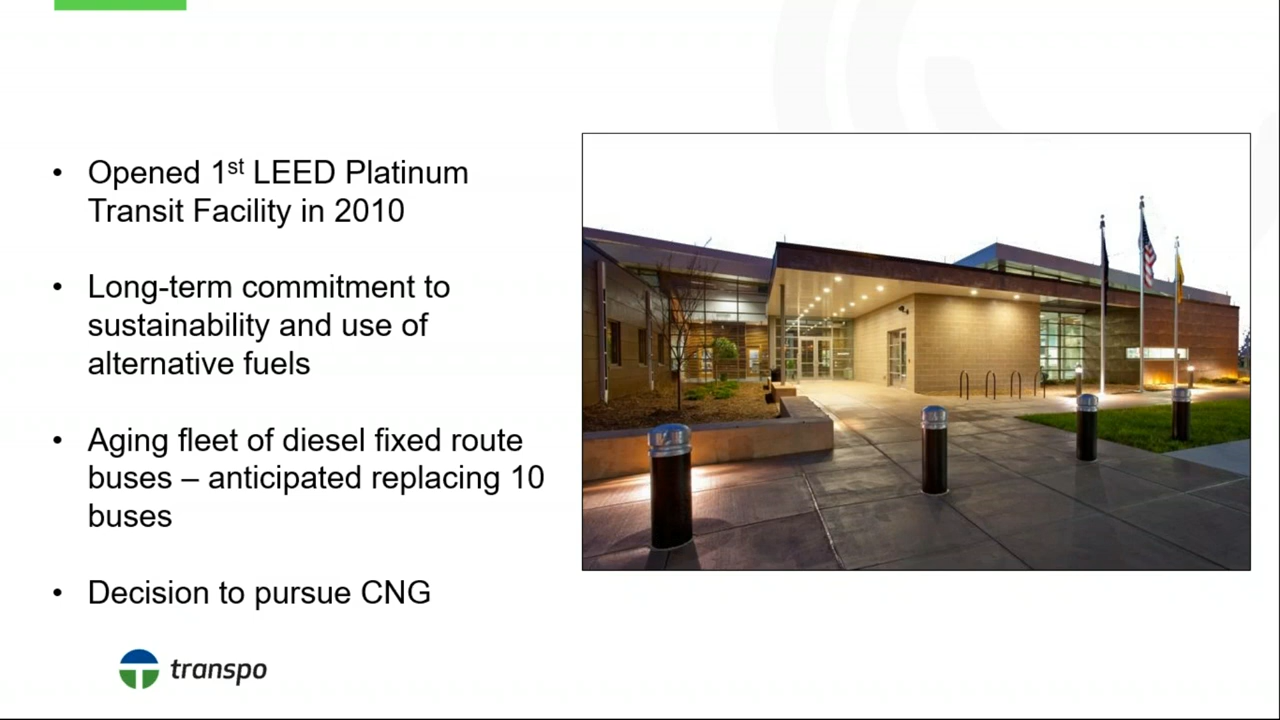 • Opened 1st LEED Platinum
Transit Facility in 2010
• Long-term commitment to
sustainability and use of
alternative fuels
• Aging fleet of diesel fixed route
buses – anticipated replacing 10
buses
• Decision to pursue CNG
transpo